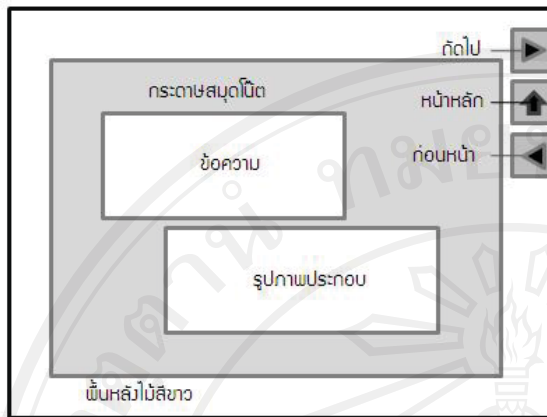 ถัดไป
กระดาษสมุดโน๊ต
หน้าหลัก
ข้อความ
ก่อนหน้า
รูปภาพประกอบ
พื้นหลังไม้สีขาว